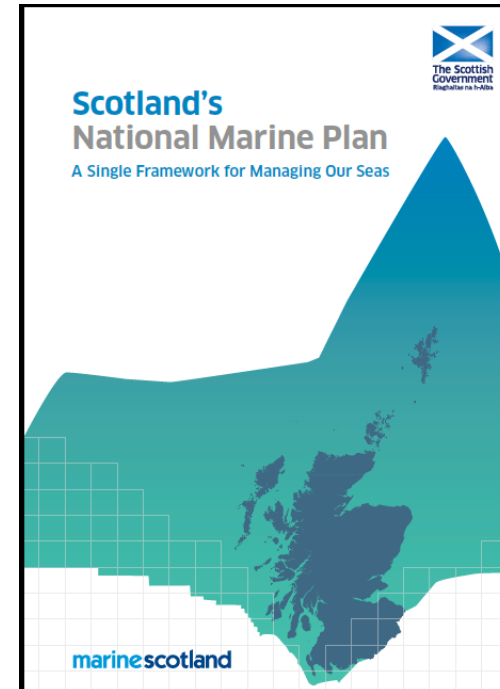 The Scottish
Government
Riaghaltas na h-Alba
Scotland's
National Marine Plan
A Single Framework for Managing Our Seas
marinescotland